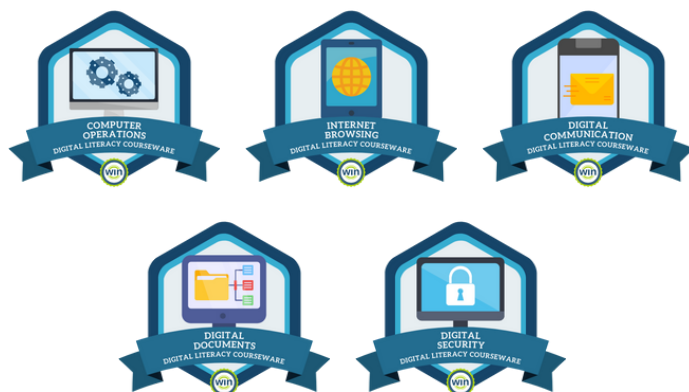 COMPUTER
OPERATIONS
DIGITAL LITERACY COURSEWARE
win
INTERNET
BROWSING
DIGITAL LITERACY COURSEWARE
win
DIGITAL
COMMUNICATION
DIGITAL LITERACY COURSEWARE
win
DIGITAL
DOCUMENTS
DIGITAL LITERACY COURSEWARE
win
DIGITAL
SECURITY
DIGITAL LITERACY COURSEWARE
win